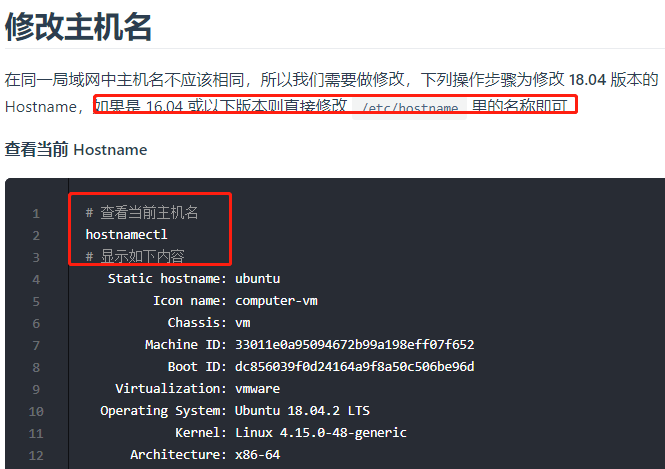 修改主机名
在同一局域网中主机名不应该相同，所以我们需要做修改，下列操作步骤为修改 18.04 版本的
Hostname，如果是 16.04 或以下版本则直接修改 /etc/hostname 里的名称即可
查看当前 Hostname
1 # 查看当前主机名
2 hostnamectl
3 # 显示如下内容
4 Static hostname: ubuntu
5 Icon name: computer-vm
6 Chassis: vm
7 Machine ID: 33011e0a95094672b99a198eff07f652
8 Boot ID: dc856039f0d24164a9f8a50c506be96d
9 Virtualization: vmware
10 Operating System: Ubuntu 18.04.2 LTS
11 Kernel: Linux 4.15.0-48-generic
12 Architecture: x86-64